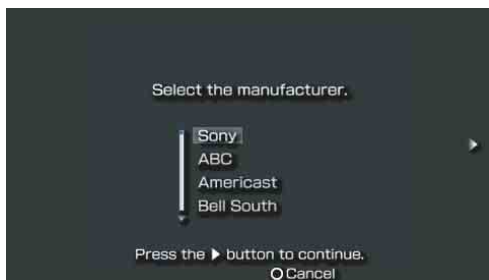 Select the manufacturer.
Sony
ABC
Americast
Bell South
Press the ▶ button to continue.
Cancel